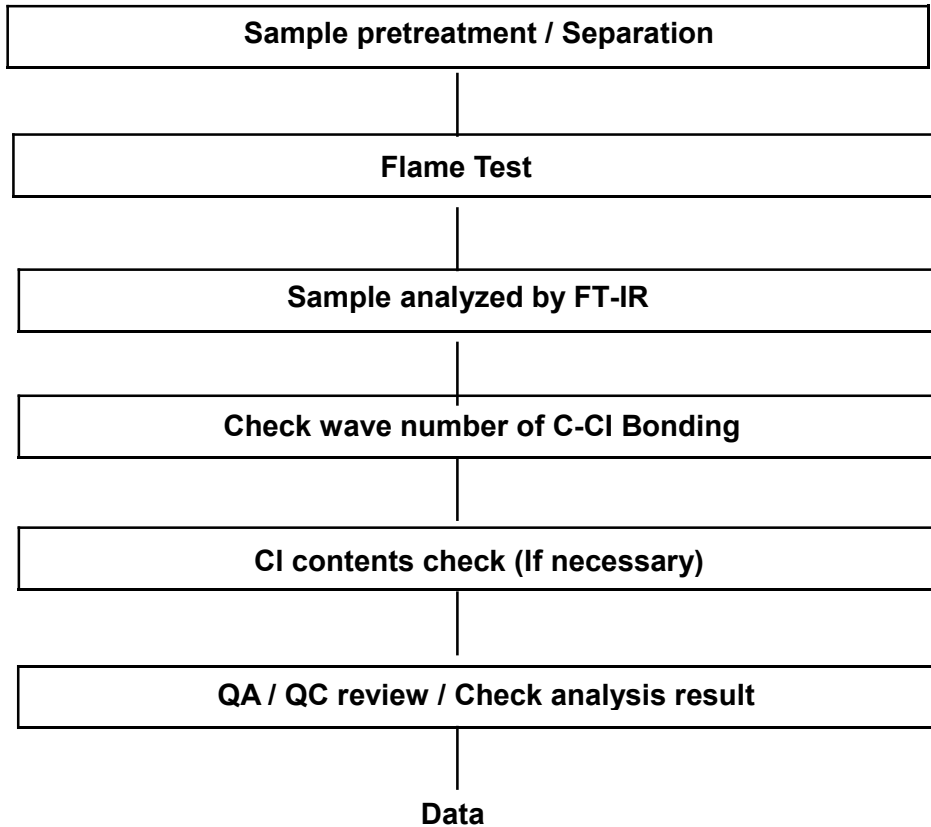 Sample pretreatment / Separation
Flame Test
Sample analyzed by FT-IR
Check wave number of C-Cl Bonding
Cl contents check (If necessary)
QA / QC review / Check analysis result
Data